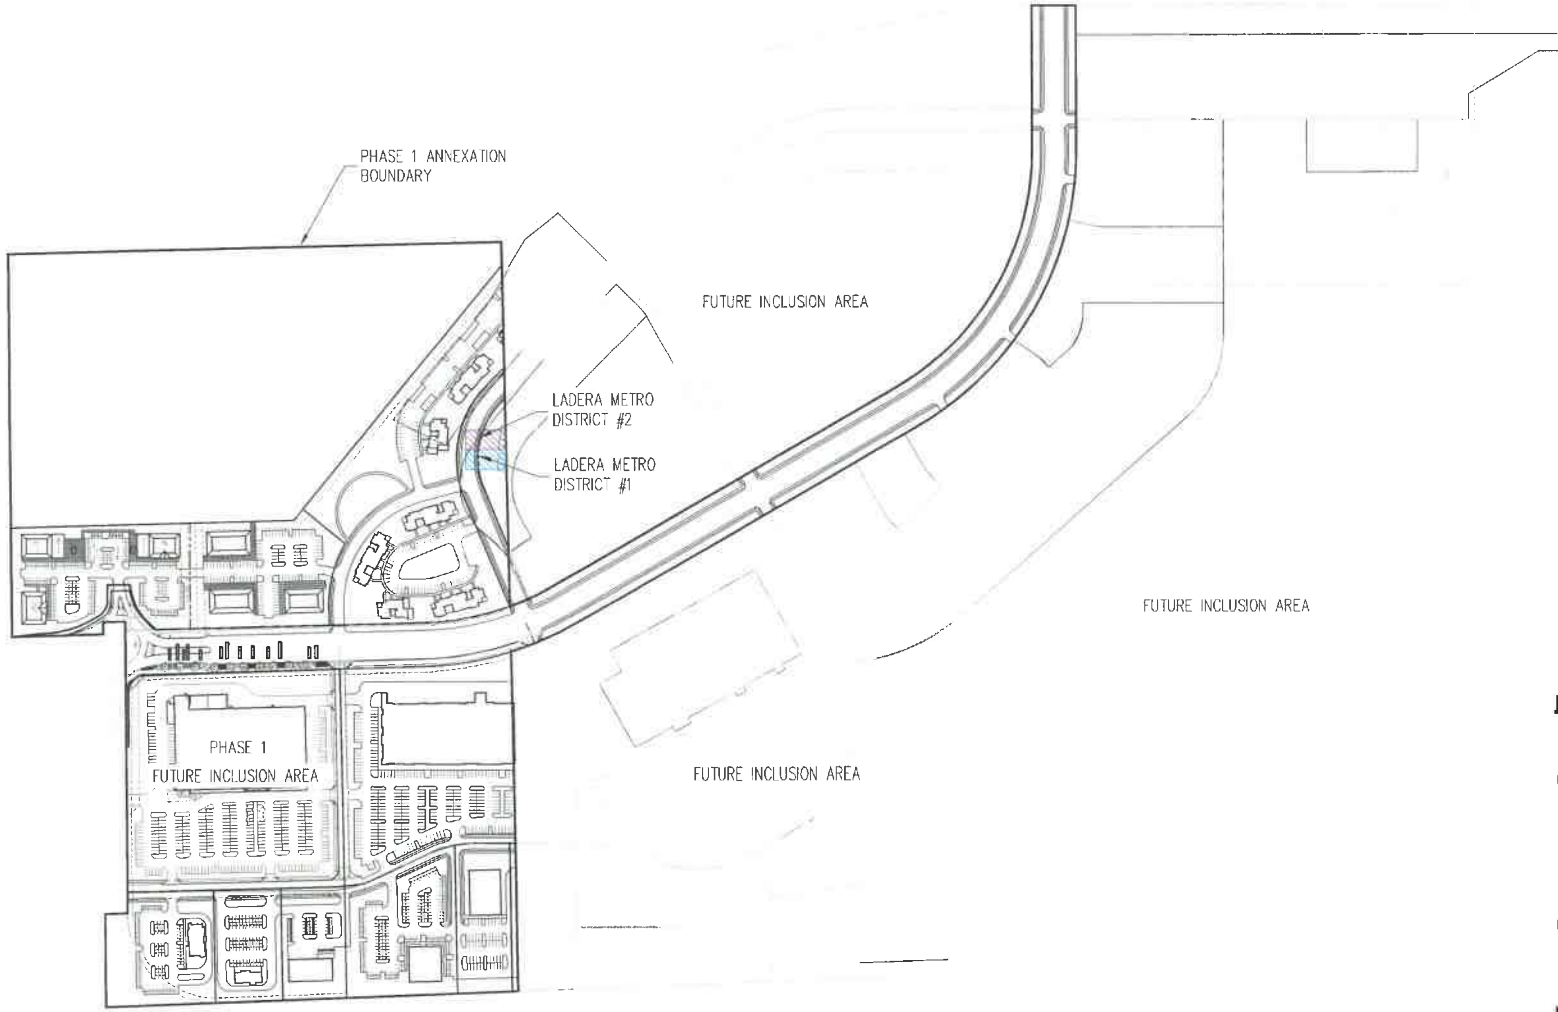 PHASE 1 ANNEXATION
BOUNDARY
FUTURE INCLUSION AREA
LADERA METRO
DISTRICT #2
LADERA METRO
DISTRICT #1
FUTURE INCLUSION AREA
PHASE 1
FUTURE INCLUSION AREA
FUTURE INCLUSION AREA